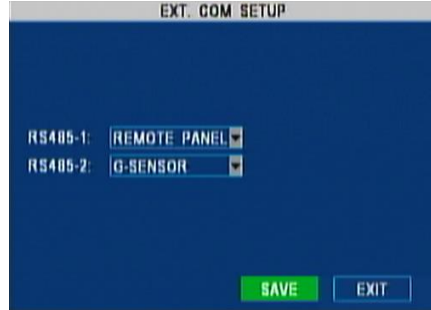 EXT. COM SETUP
RS485-1: REMOTE PANEL
RS485-2: G-SENSOR
SAVE EXIT